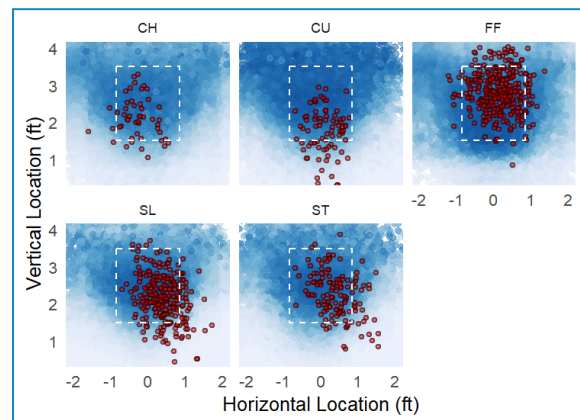 CH CU FF
4
3
2
1
-2 -1 0 1 2
SL ST
4
3
2
1
-2 -1 0 1 2 -2 -1 0 1 2
Vertical Location (ft)
Horizontal Location (ft)